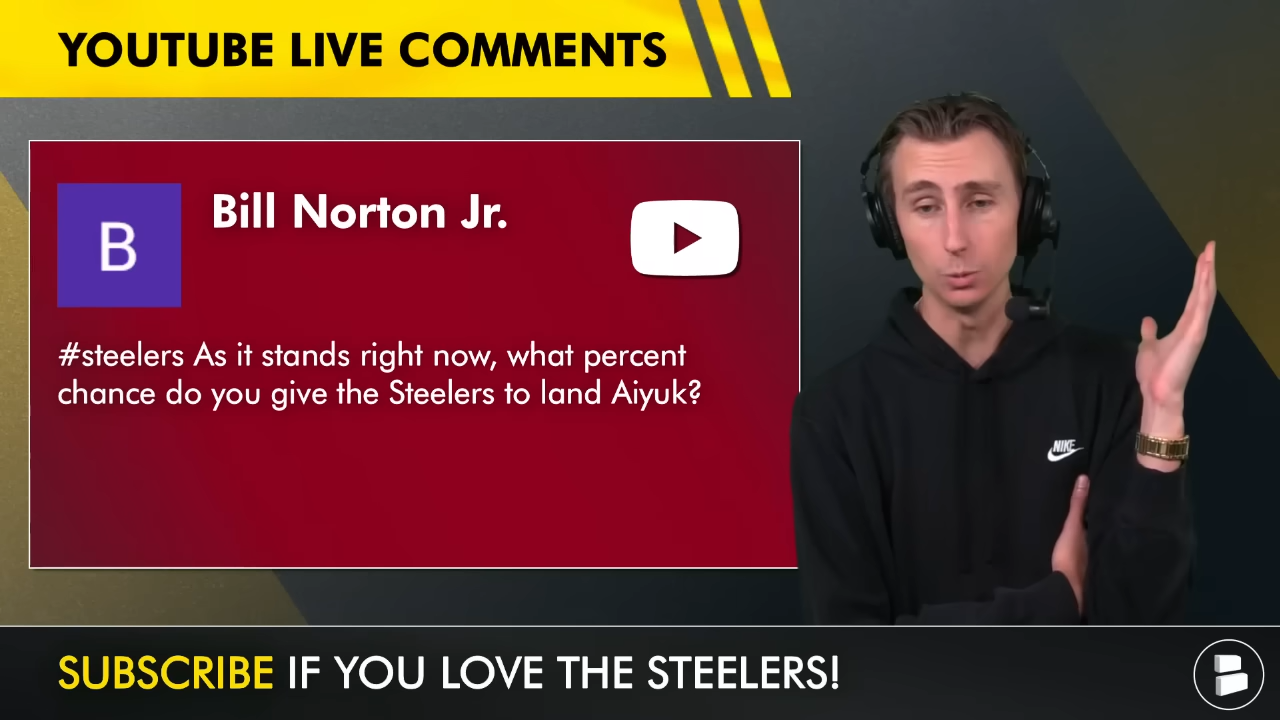 YOUTUBE LIVE COMMENTS
B
Bill Norton Jr.
#steelers As it stands right now, what percent
chance do you give the Steelers to land Aiyuk?
NIKE
SUBSCRIBE IF YOU LOVE THE STEELERS!